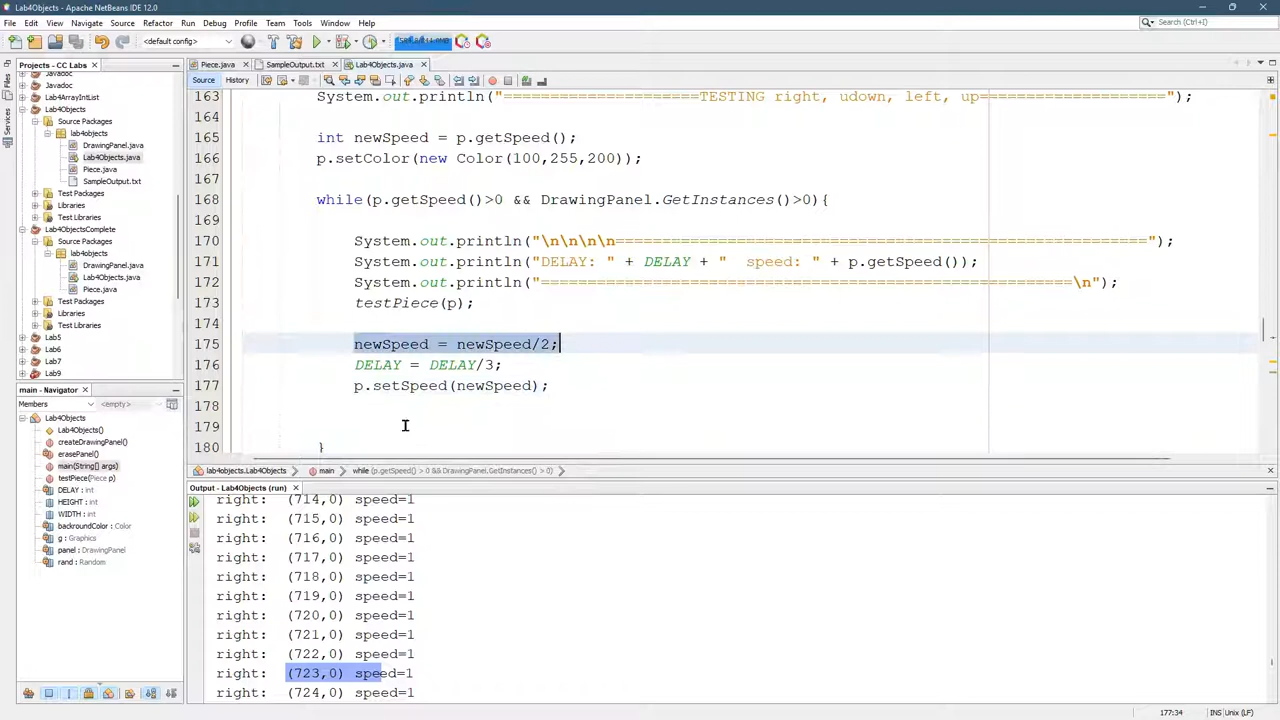 Lab4Objects - Apache NetBeans IDE 12.0
File Edit View Navigate Source Refactor Run Debug Profile Team Tools Window Help
Search (Ctrl+I)
<default config>
Projects - CC Labs
Piece.java
SampleOutput.txt
Lab4Objects.java
Files
Services
Source History
Javadoc
Javadoc
Lab4ArrayIntList
Lab4Objects
Source Packages
lab4objects
DrawingPanel.java
Lab4Objects.java
Piece.java
SampleOutput.txt
Test Packages
Libraries
Test Libraries
Lab4ObjectsComplete
Source Packages
lab4objects
DrawingPanel.java
Lab4Objects.java
Piece.java
Test Packages
Libraries
Test Libraries
Lab5
Lab6
Lab7
Lab9
163 System.out.println("=====================TESTING right, udown, left, up====================");
164
165 int newSpeed = p.getSpeed();
166 p.setColor(new Color(100,255,200));
167
168 while(p.getSpeed()>0 && DrawingPanel.GetInstances()>0){
169
170 System.out.println("\n\n\n\n=========================================================");
171 System.out.println("DELAY: " + DELAY + "  speed: " + p.getSpeed());
172 System.out.println("=========================================================\n");
173 testPiece(p);
174
175 newSpeed = newSpeed/2;
176 DELAY = DELAY/3;
177 p.setSpeed(newSpeed);
178
179
180 }
main - Navigator
Members <empty>
Lab4Objects
Lab4Objects()
createDrawingPanel()
erasePanel()
main(String[] args)
testPiece(Piece p)
DELAY : int
HEIGHT : int
WIDTH : int
backroundColor : Color
g : Graphics
panel : DrawingPanel
rand : Random
lab4objects.Lab4Objects main while (p.getSpeed() > 0 && DrawingPanel.GetInstances() > 0)
Output - Lab4Objects (run)
right: (714,0) speed=1
right: (715,0) speed=1
right: (716,0) speed=1
right: (717,0) speed=1
right: (718,0) speed=1
right: (719,0) speed=1
right: (720,0) speed=1
right: (721,0) speed=1
right: (722,0) speed=1
right: (723,0) speed=1
right: (724,0) speed=1
177:34 INS Unix (LF)